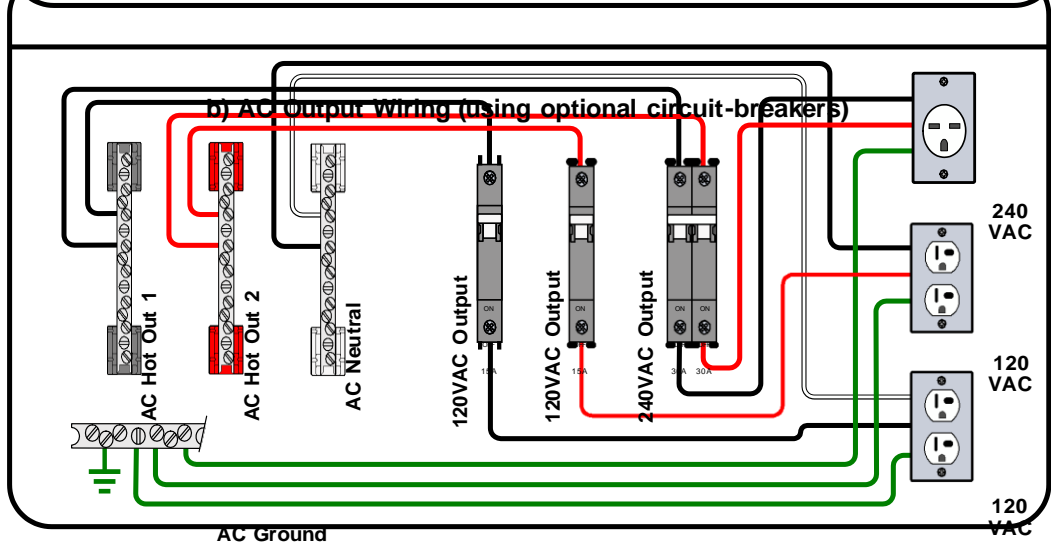 b) AC Output Wiring (using optional circuit-breakers)
240
VAC
120
VAC
120
VAC
AC Hot Out 1
AC Hot Out 2
AC Neutral
120VAC Output
120VAC Output
240VAC Output
ON
ON
ON
ON
15A
15A
30A
30A
AC Ground